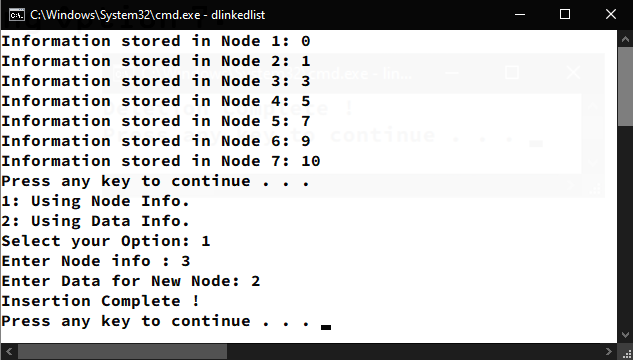 C:\Windows\System32\cmd.exe - dlinkedlist
Information stored in Node 1: 0
Information stored in Node 2: 1
Information stored in Node 3: 3
Information stored in Node 4: 5
Information stored in Node 5: 7
Information stored in Node 6: 9
Information stored in Node 7: 10
Press any key to continue . . .
1: Using Node Info.
2: Using Data Info.
Select your Option: 1
Enter Node info : 3
Enter Data for New Node: 2
Insertion Complete !
Press any key to continue . . .